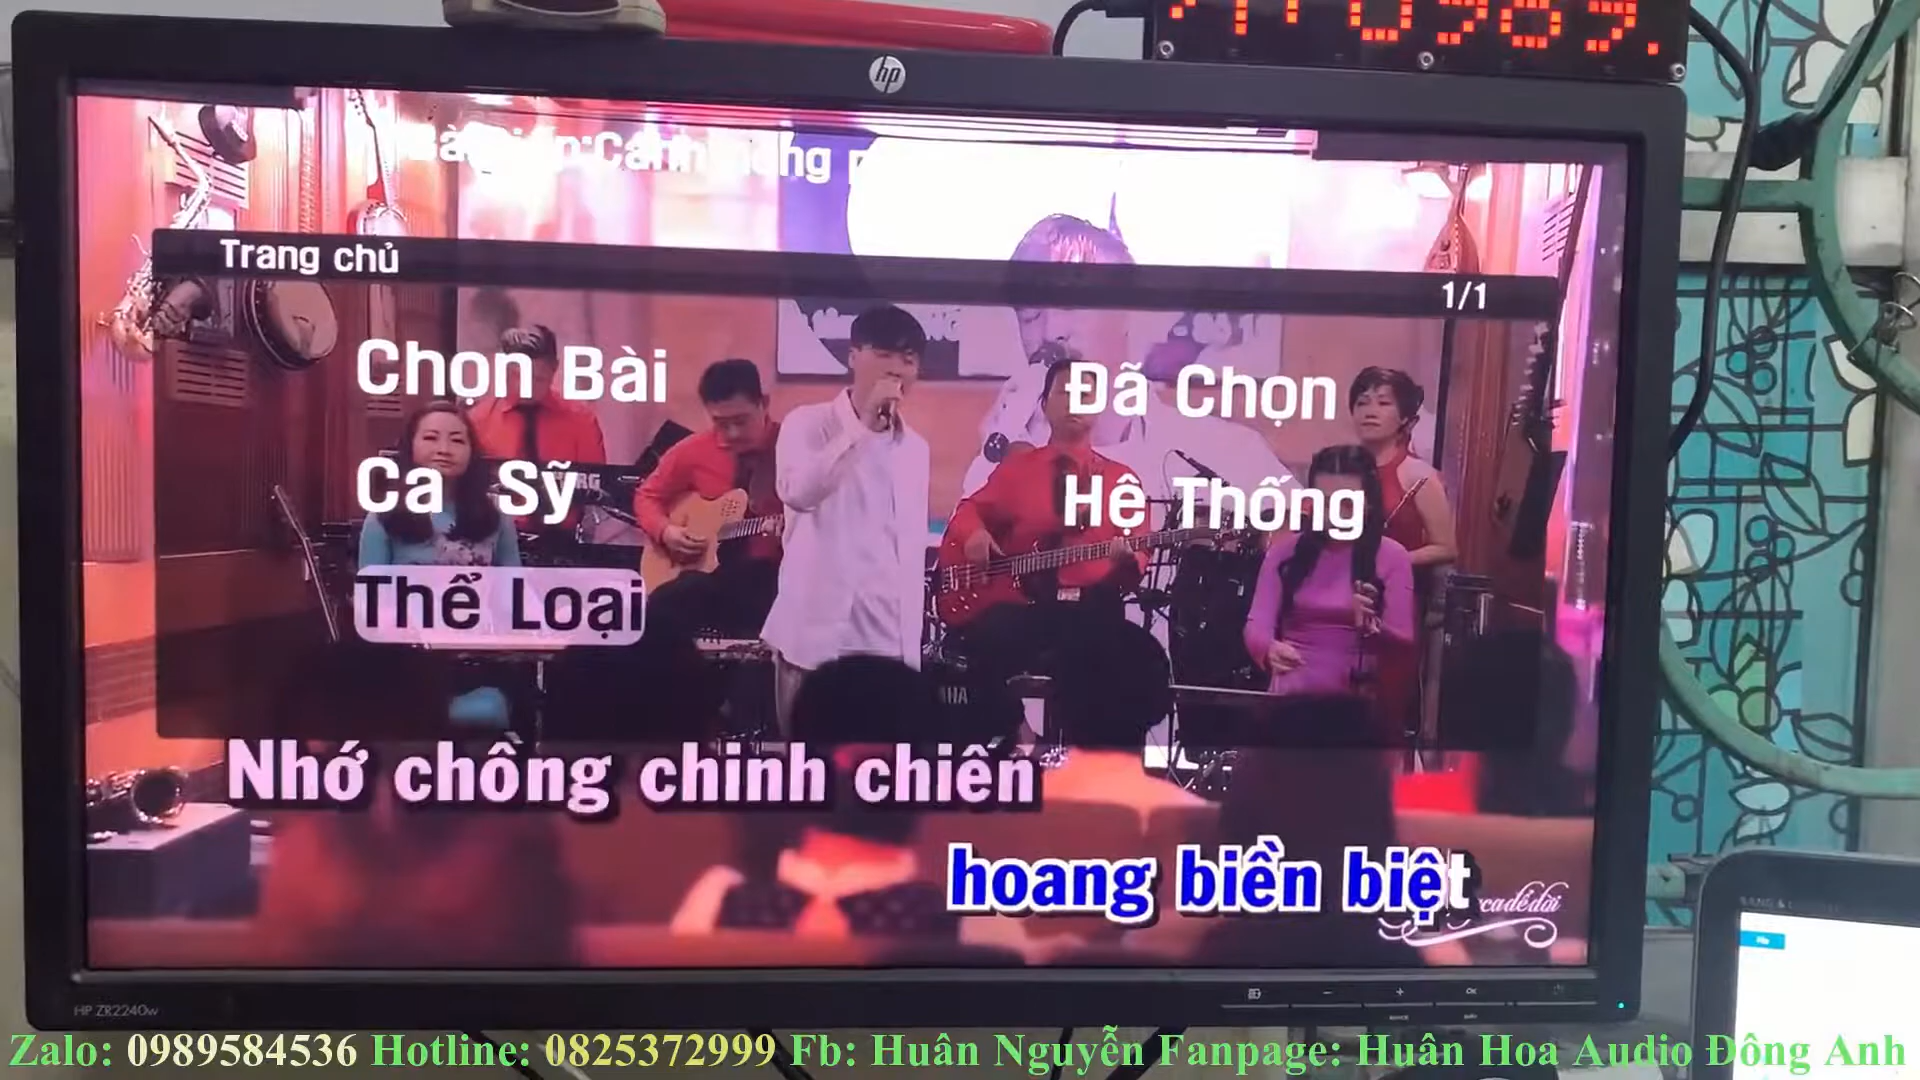 hp
Trang chủ
1/1
Chọn Bài
Đã Chọn
Ca Sỹ
Hệ Thống
Thể Loại
Nhớ chồng chinh chiến
hoang biền biệt
HP ZR2240w
Zalo: 0989584536 Hotline: 0825372999 Fb: Huân Nguyễn Fanpage: Huân Hoa Audio Đông Anh